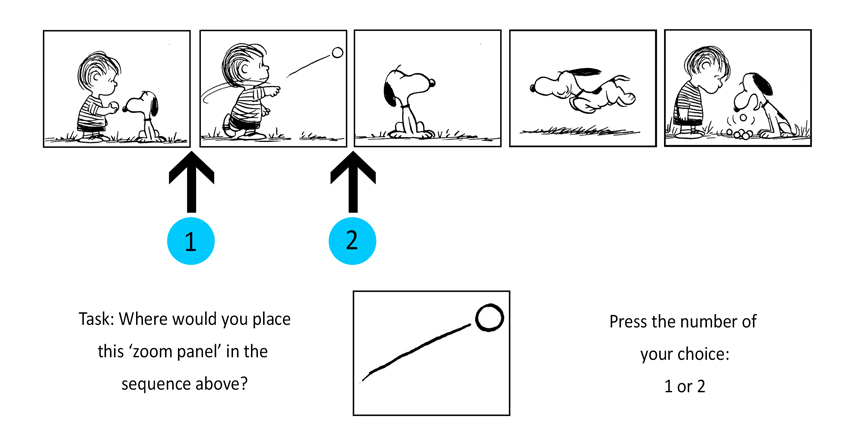 1
2
Task: Where would you place
this ‘zoom panel’ in the
sequence above?
Press the number of
your choice:
1 or 2